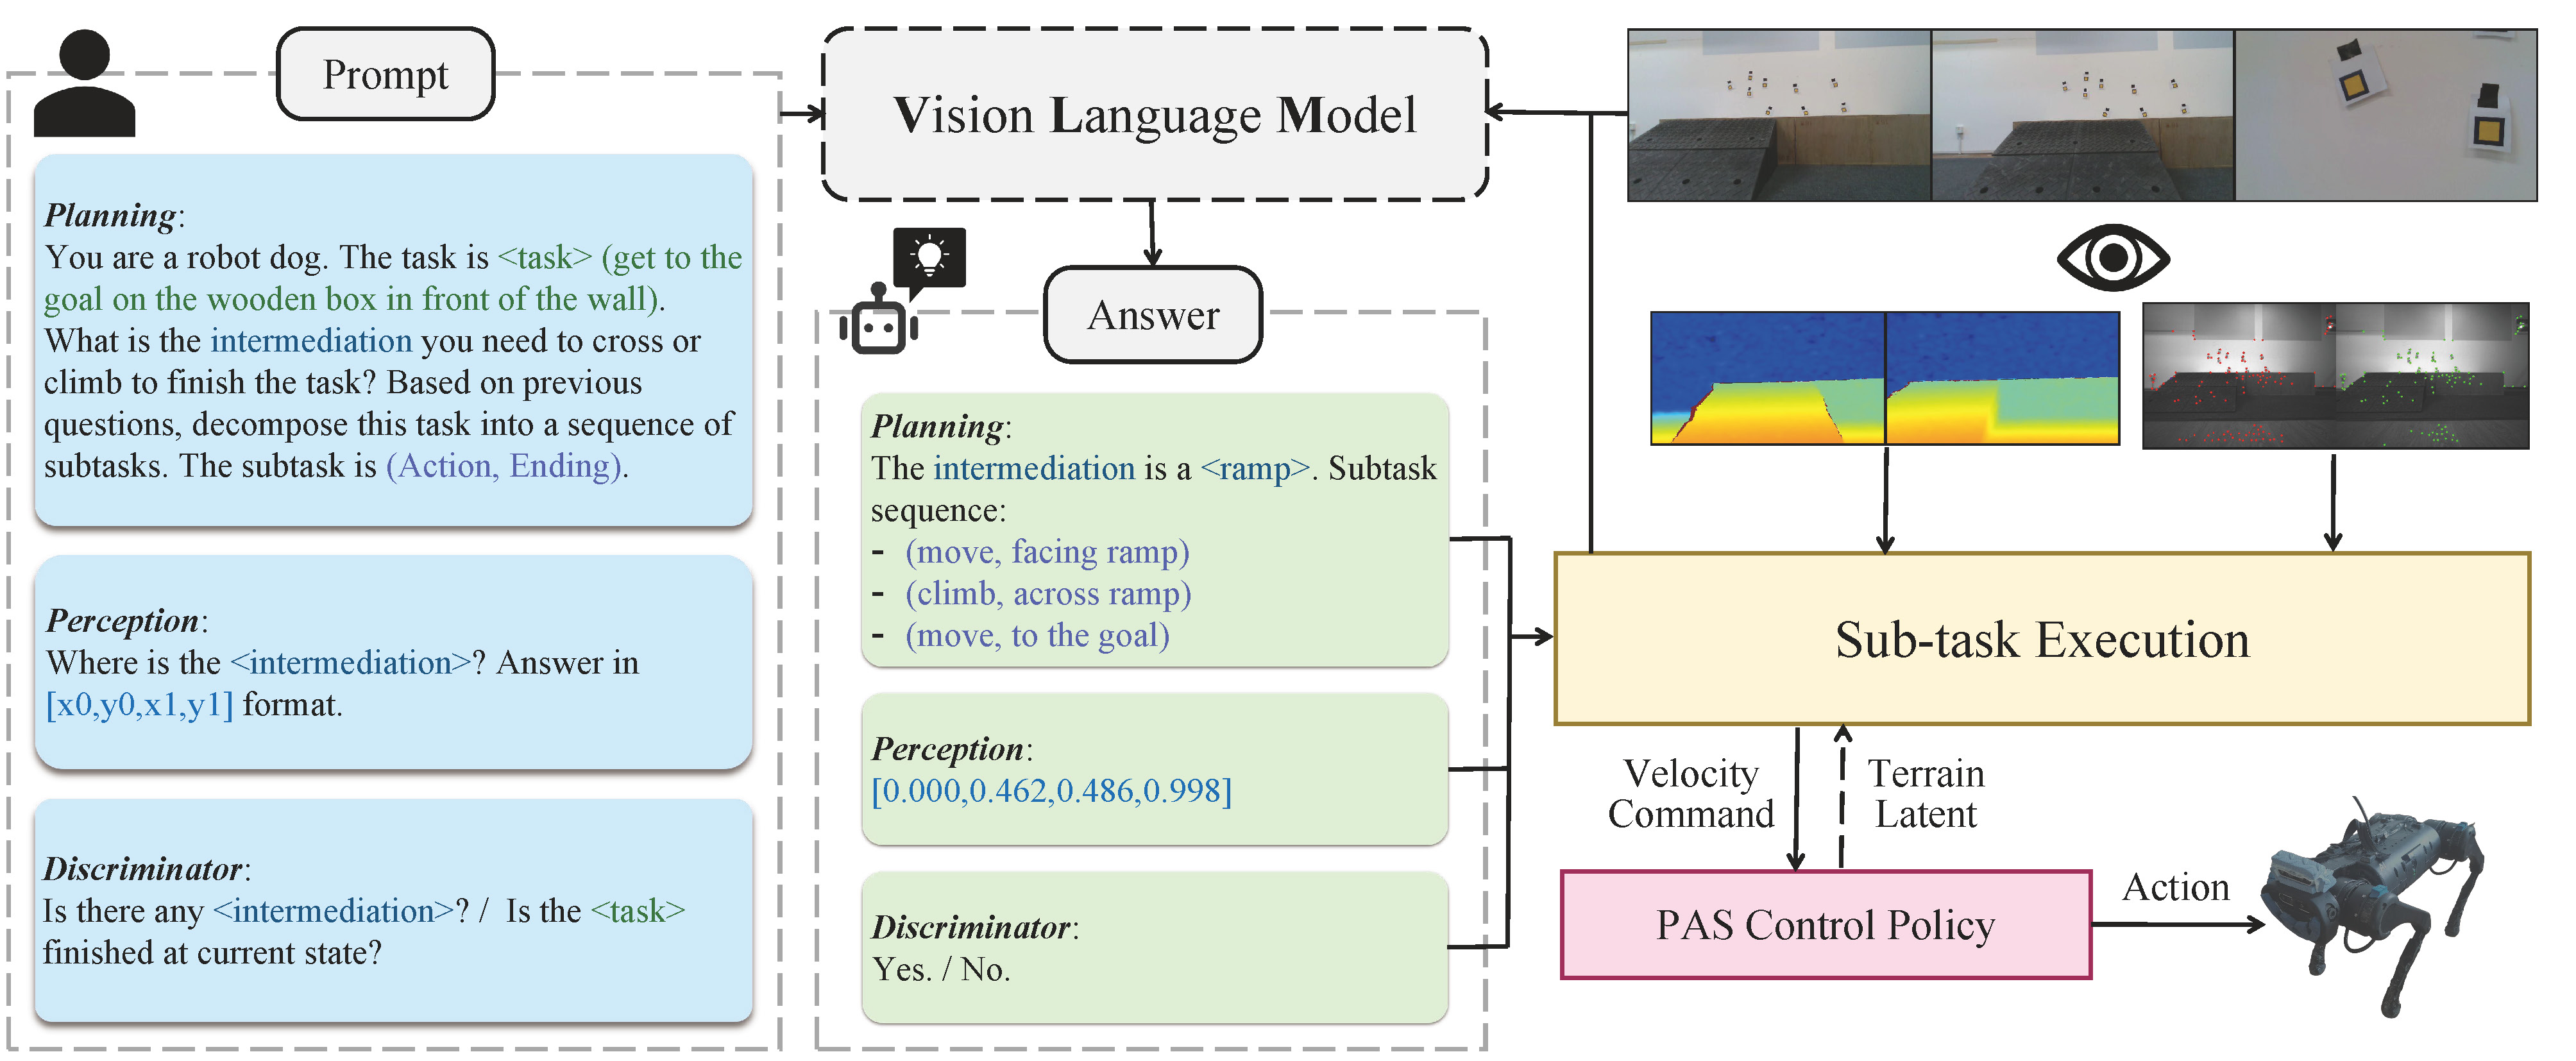 Prompt
Planning:
You are a robot dog. The task is <task> (get to the
goal on the wooden box in front of the wall).
What is the intermediation you need to cross or
climb to finish the task? Based on previous
questions, decompose this task into a sequence of
subtasks. The subtask is (Action, Ending).
Perception:
Where is the <intermediation>? Answer in
[x0,y0,x1,y1] format.
Discriminator:
Is there any <intermediation>? / Is the <task>
finished at current state?
Vision Language Model
Answer
Planning:
The intermediation is a <ramp>. Subtask
sequence:
- (move, facing ramp)
- (climb, across ramp)
- (move, to the goal)
Perception:
[0.000,0.462,0.486,0.998]
Discriminator:
Yes. / No.
Sub-task Execution
Velocity
Command
Terrain
Latent
PAS Control Policy
Action